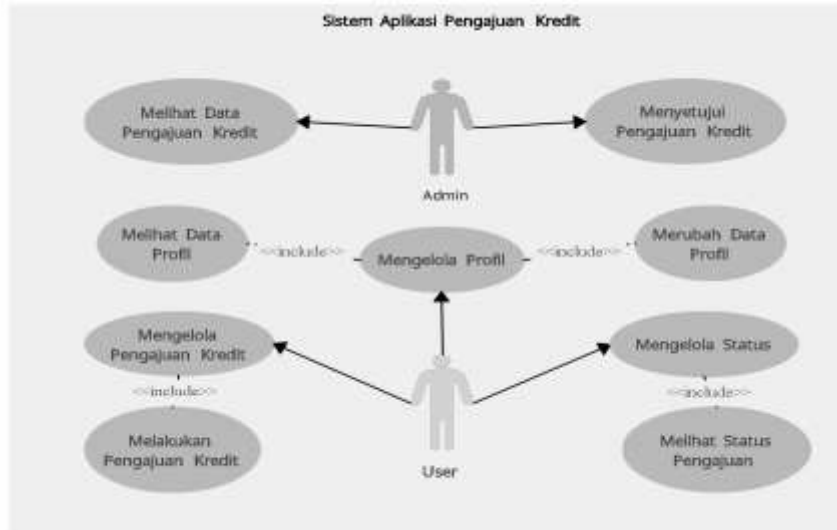 Sistem Aplikasi Pengajuan Kredit
Melihat Data
Pengajuan Kredit
Menyetujui
Pengajuan Kredit
Admin
Melihat Data
Profil
<<include>>
Mengelola Profil
<<include>>
Merubah Data
Profil
Mengelola
Pengajuan Kredit
Mengelola Status
<<include>>
<<include>>
Melakukan
Pengajuan Kredit
User
Melihat Status
Pengajuan